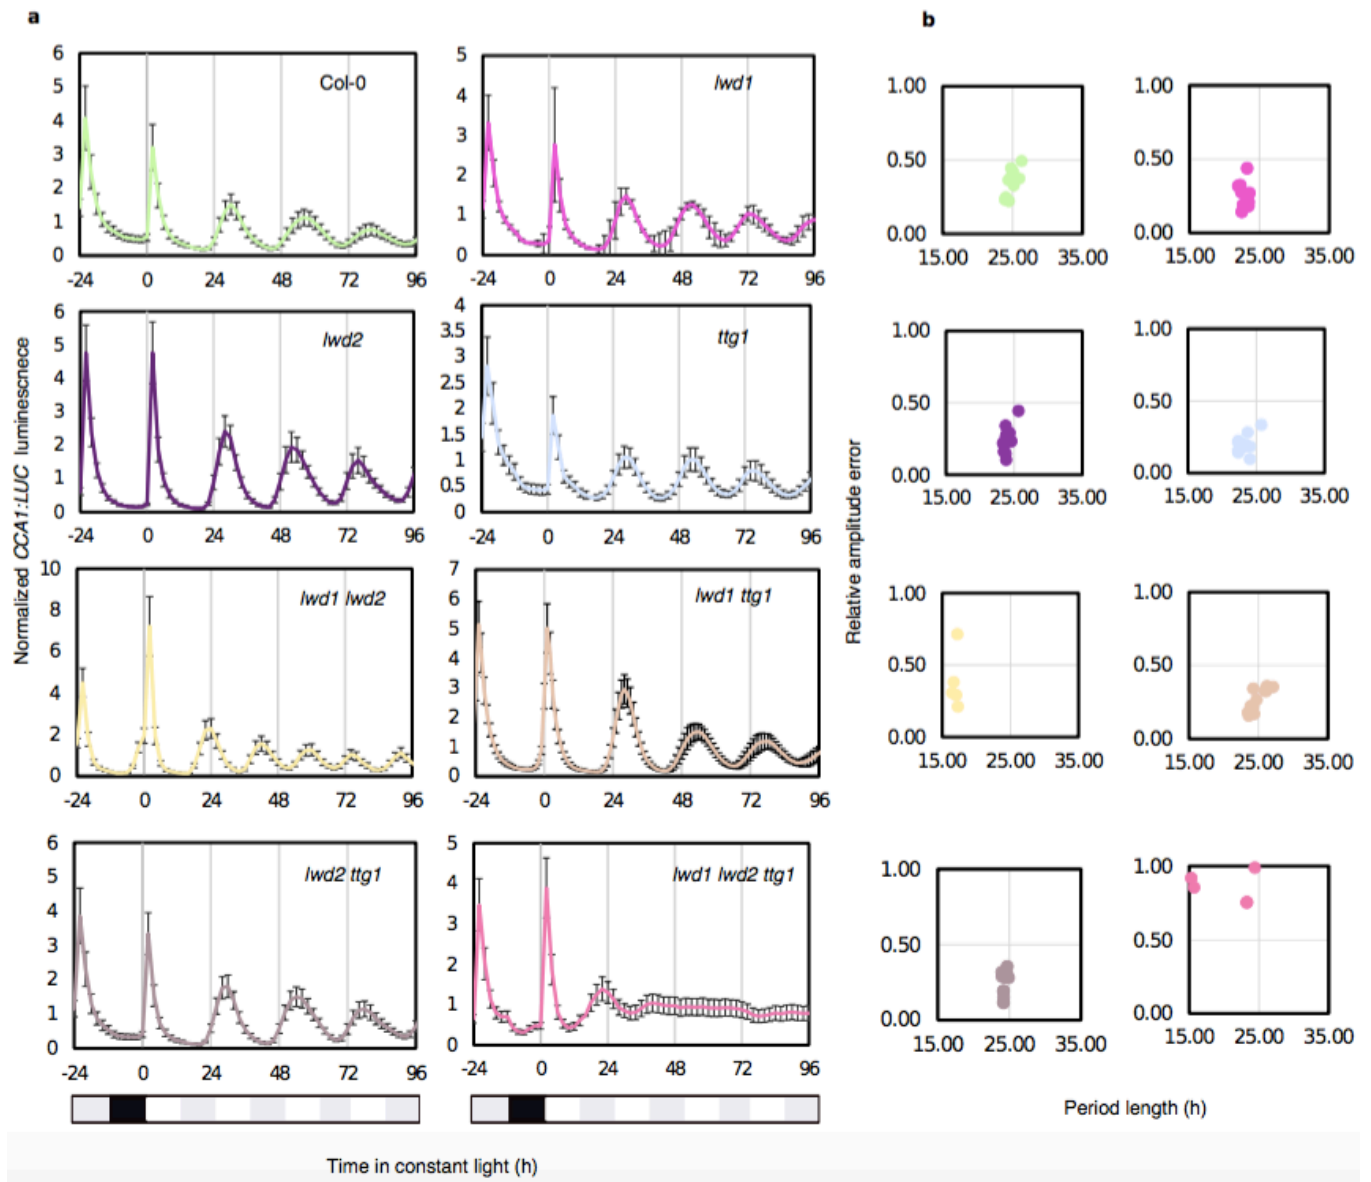 a
b
Normalized CCA1:LUC luminescnece
Relative amplitude error
6
5
4
3
2
1
0
-24 0 24 48 72 96
Col-0
5
4
3
2
1
0
-24 0 24 48 72 96
lwd1
1.00
0.50
0.00
15.00 25.00 35.00
1.00
0.50
0.00
15.00 25.00 35.00
6
5
4
3
2
1
0
-24 0 24 48 72 96
lwd2
4
3.5
3
2.5
2
1.5
1
0.5
0
-24 0 24 48 72 96
ttg1
1.00
0.50
0.00
15.00 25.00 35.00
1.00
0.50
0.00
15.00 25.00 35.00
10
8
6
4
2
0
-24 0 24 48 72 96
lwd1 lwd2
7
6
5
4
3
2
1
0
-24 0 24 48 72 96
lwd1 ttg1
1.00
0.50
0.00
15.00 25.00 35.00
1.00
0.50
0.00
15.00 25.00 35.00
6
5
4
3
2
1
0
-24 0 24 48 72 96
lwd2 ttg1
5
4
3
2
1
0
-24 0 24 48 72 96
lwd1 lwd2 ttg1
1.00
0.50
0.00
15.00 25.00 35.00
1.00
0.50
0.00
15.00 25.00 35.00
Period length (h)
Time in constant light (h)